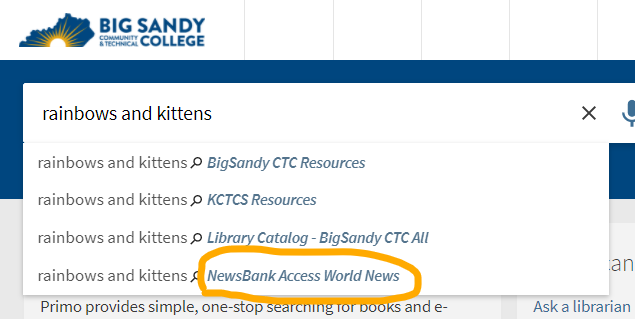 BIG SANDY
COMMUNITY
& TECHNICAL
COLLEGE
rainbows and kittens
rainbows and kittens BigSandy CTC Resources
rainbows and kittens KCTCS Resources
rainbows and kittens Library Catalog - BigSandy CTC All
rainbows and kittens NewsBank Access World News
can
Primo provides simple, one-stop searching for books and e-
Ask a librarian